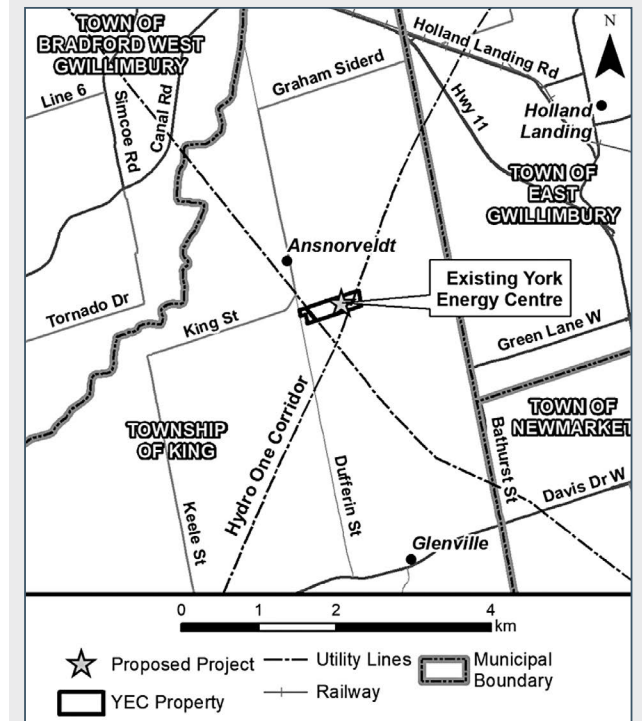 TOWN OF
BRADFORD WEST
GWILLIMBURY
N
Holland Landing Rd
Graham Siderd
Line 6
Simcoe Rd
Canal Rd
Hwy 11
Holland
Landing
TOWN OF
EAST
GWILLIMBURY
Ansnorveldt
Existing York
Energy Centre
Tornado Dr
King St
Green Lane W
TOWNSHIP
OF KING
Hydro One Corridor
TOWN OF
NEWMARKET
Bathurst St
Dufferin St
Keele St
Davis Dr W
Glenville
0 1 2 4
km
Proposed Project
Utility Lines
Municipal
Boundary
YEC Property
Railway